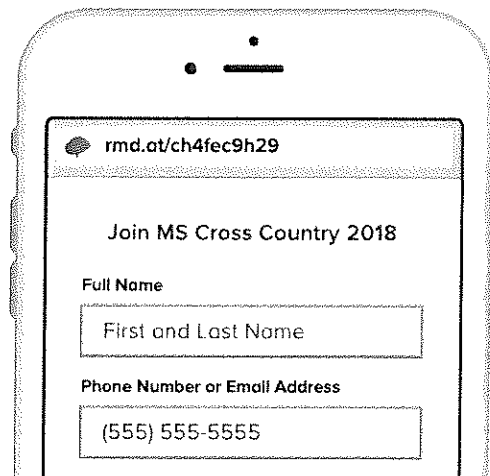 rmd.at/ch4fec9h29
Join MS Cross Country 2018
Full Name
First and Last Name
Phone Number or Email Address
(555) 555-5555